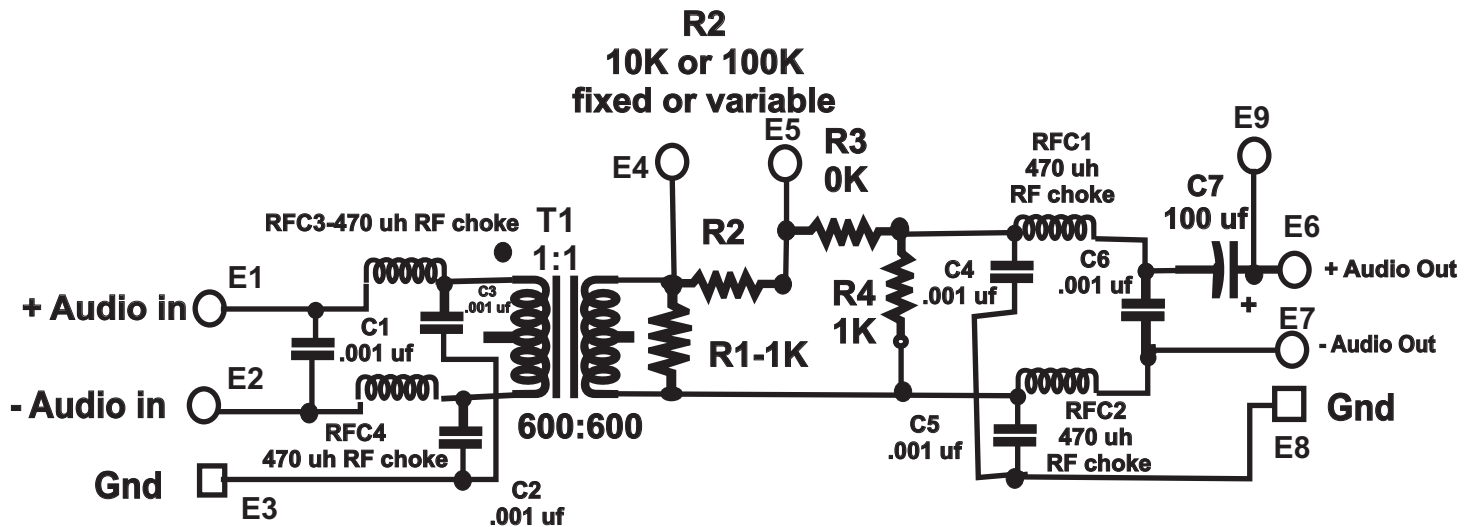 R2
10K or 100K
fixed or variable
E4
E5
R3
0K
RFC1
470 uh
RF choke
E9
C7
100 uf
E6
+ Audio Out
RFC3-470 uh RF choke
T1
1:1
R2
E1
+ Audio in
C1
.001 uf
C3
.001 uf
R1-1K
R4
1K
C4
.001 uf
C6
.001 uf
+
E7
- Audio Out
E2
- Audio in
RFC4
470 uh RF choke
600:600
C5
.001 uf
RFC2
470 uh
RF choke
Gnd
E8
Gnd
E3
C2
.001 uf